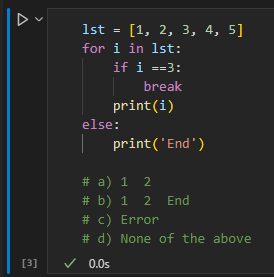 lst = [1, 2, 3, 4, 5]
for i in lst:
    if i ==3:
        break
    print(i)
else:
    print('End')

# a) 1  2
# b) 1  2  End
# c) Error
# d) None of the above
[3] 0.0s